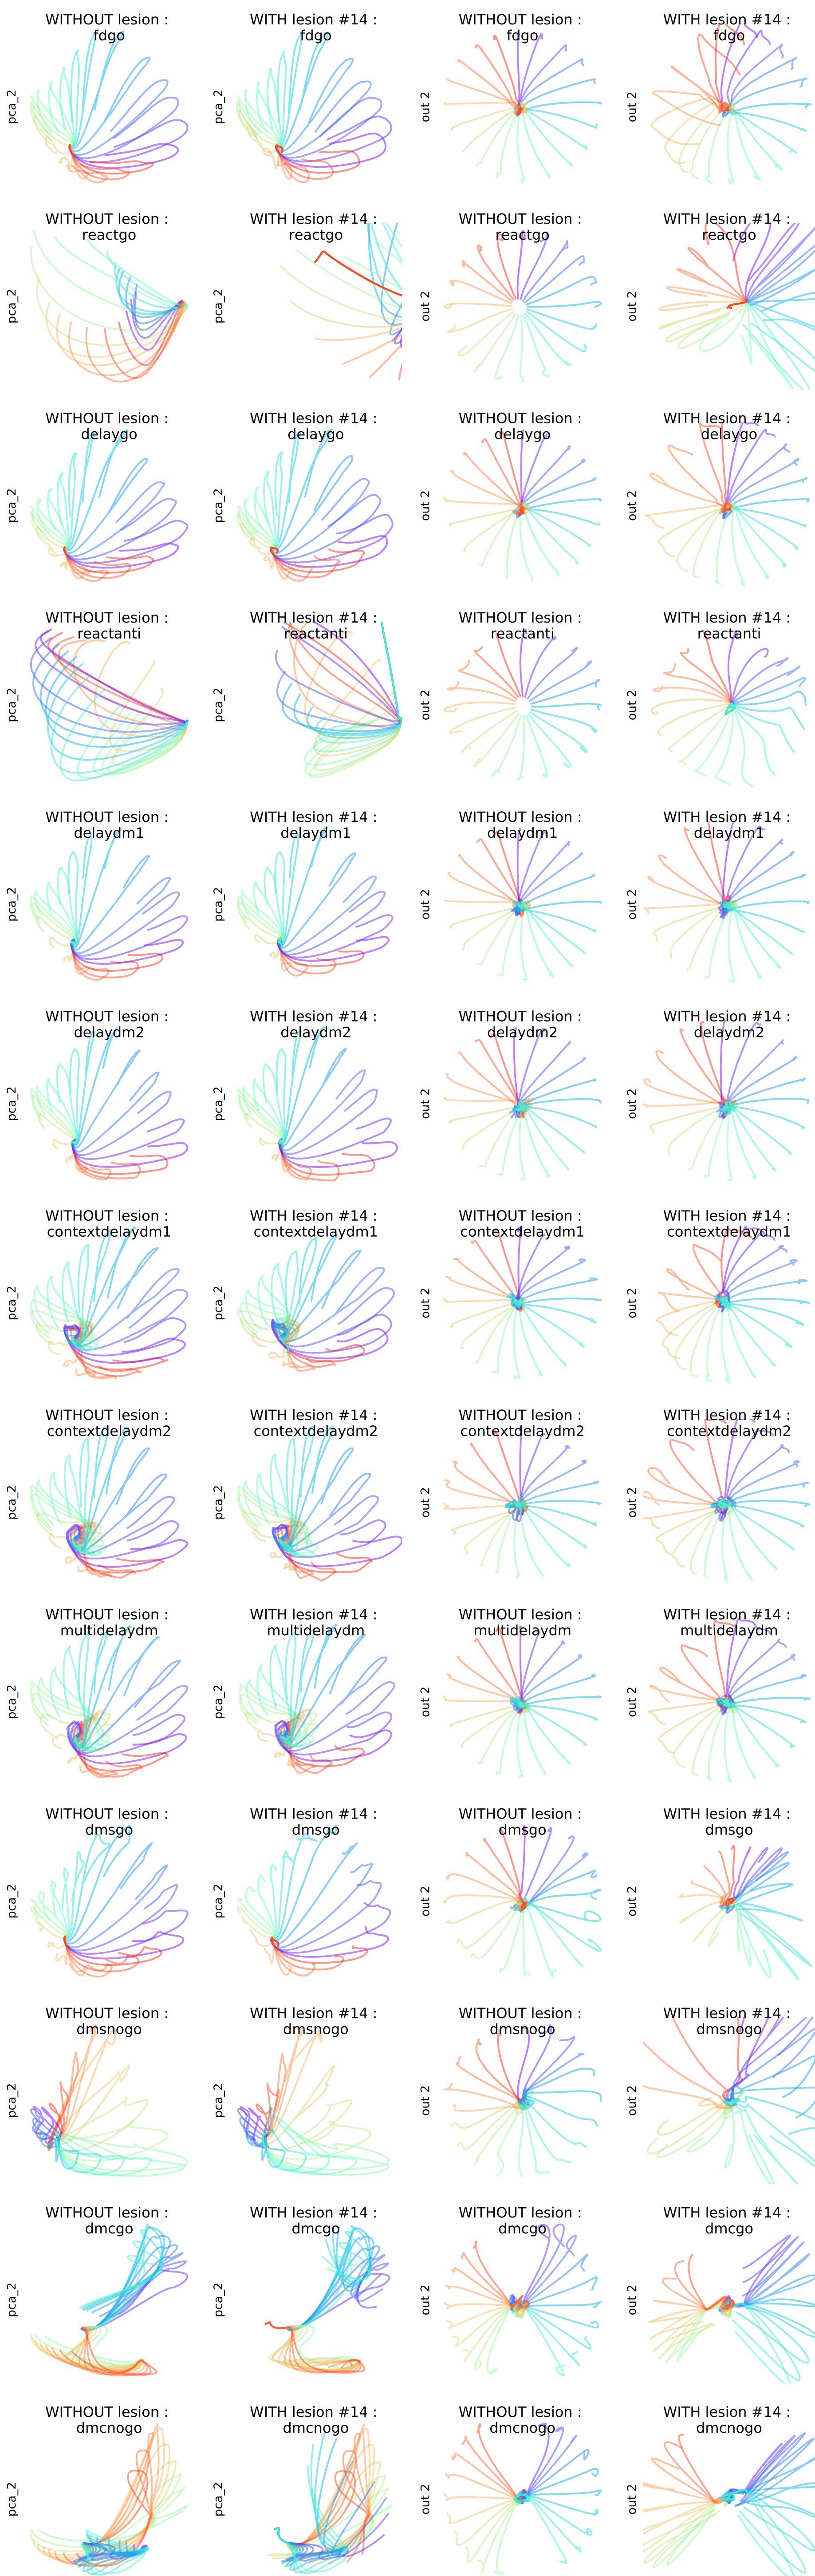 WITHOUT lesion :
fdgo
WITH lesion #14 :
fdgo
WITHOUT lesion :
fdgo
WITH lesion #14 :
fdgo
pca_2
pca_2
out 2
out 2
WITHOUT lesion :
reactgo
WITH lesion #14 :
reactgo
WITHOUT lesion :
reactgo
WITH lesion #14 :
reactgo
pca_2
pca_2
out 2
out 2
WITHOUT lesion :
delaygo
WITH lesion #14 :
delaygo
WITHOUT lesion :
delaygo
WITH lesion #14 :
delaygo
pca_2
pca_2
out 2
out 2
WITHOUT lesion :
reactanti
WITH lesion #14 :
reactanti
WITHOUT lesion :
reactanti
WITH lesion #14 :
reactanti
pca_2
pca_2
out 2
out 2
WITHOUT lesion :
delaydm1
WITH lesion #14 :
delaydm1
WITHOUT lesion :
delaydm1
WITH lesion #14 :
delaydm1
pca_2
pca_2
out 2
out 2
WITHOUT lesion :
delaydm2
WITH lesion #14 :
delaydm2
WITHOUT lesion :
delaydm2
WITH lesion #14 :
delaydm2
pca_2
pca_2
out 2
out 2
WITHOUT lesion :
contextdelaydm1
WITH lesion #14 :
contextdelaydm1
WITHOUT lesion :
contextdelaydm1
WITH lesion #14 :
contextdelaydm1
pca_2
pca_2
out 2
out 2
WITHOUT lesion :
contextdelaydm2
WITH lesion #14 :
contextdelaydm2
WITHOUT lesion :
contextdelaydm2
WITH lesion #14 :
contextdelaydm2
pca_2
pca_2
out 2
out 2
WITHOUT lesion :
multidelaydm
WITH lesion #14 :
multidelaydm
WITHOUT lesion :
multidelaydm
WITH lesion #14 :
multidelaydm
pca_2
pca_2
out 2
out 2
WITHOUT lesion :
dmsgo
WITH lesion #14 :
dmsgo
WITHOUT lesion :
dmsgo
WITH lesion #14 :
dmsgo
pca_2
pca_2
out 2
out 2
WITHOUT lesion :
dmsnogo
WITH lesion #14 :
dmsnogo
WITHOUT lesion :
dmsnogo
WITH lesion #14 :
dmsnogo
pca_2
pca_2
out 2
out 2
WITHOUT lesion :
dmcgo
WITH lesion #14 :
dmcgo
WITHOUT lesion :
dmcgo
WITH lesion #14 :
dmcgo
pca_2
pca_2
out 2
out 2
WITHOUT lesion :
dmcnogo
WITH lesion #14 :
dmcnogo
WITHOUT lesion :
dmcnogo
WITH lesion #14 :
dmcnogo
pca_2
pca_2
out 2
out 2